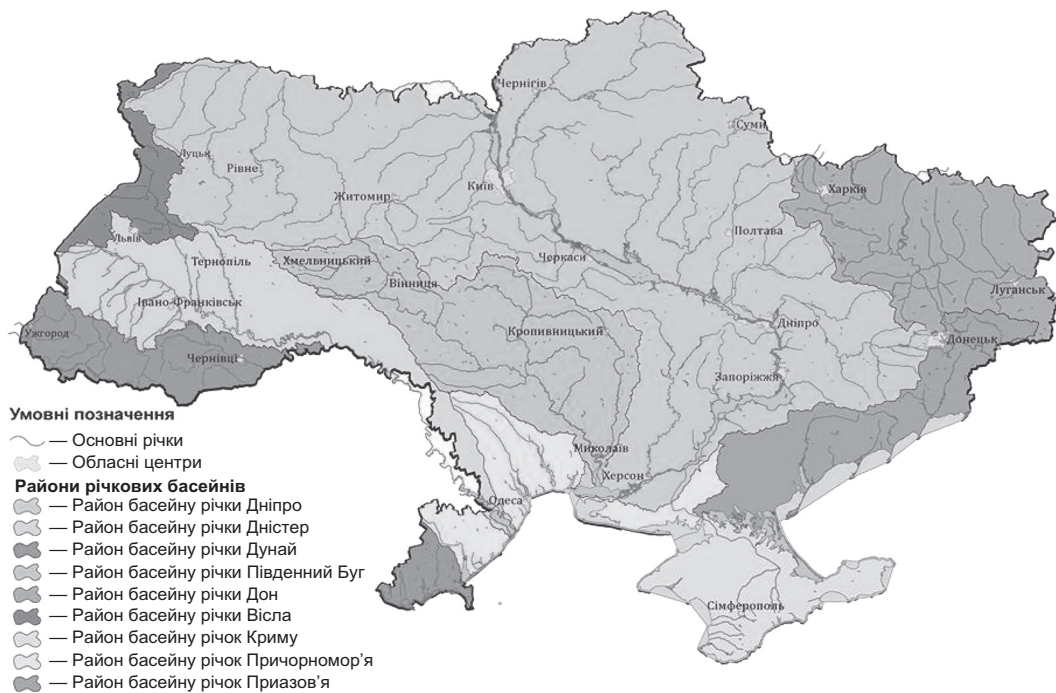 Чернігів
Суми
Луцьк
Рівне
Київ
Харків
Житомир
Львів
Полтава
Тернопіль
Хмельницький
Черкаси
Вінниця
Луганськ
Івано-Франківськ
Ужгород
Кропивницький
Дніпро
Донецьк
Чернівці
Запоріжжя
Миколаїв
Херсон
Одеса
Сімферополь
Умовні позначення
— Основні річки
— Обласні центри
Райони річкових басейнів
— Район басейну річки Дніпро
— Район басейну річки Дністер
— Район басейну річки Дунай
— Район басейну річки Південний Буг
— Район басейну річки Дон
— Район басейну річки Вісла
— Район басейну річок Криму
— Район басейну річок Причорномор’я
— Район басейну річок Приазов’я